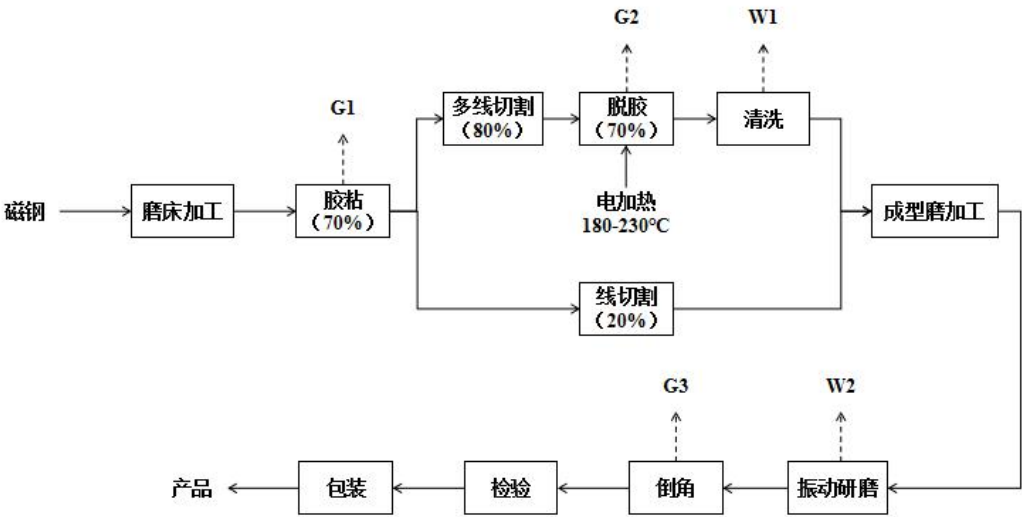 G2
W1
G1
多线切割
（80%）
脱胶
（70%）
清洗
磁钢
磨床加工
胶粘
（70%）
电加热
180-230℃
成型磨加工
线切割
（20%）
G3
W2
产品
包装
检验
倒角
振动研磨